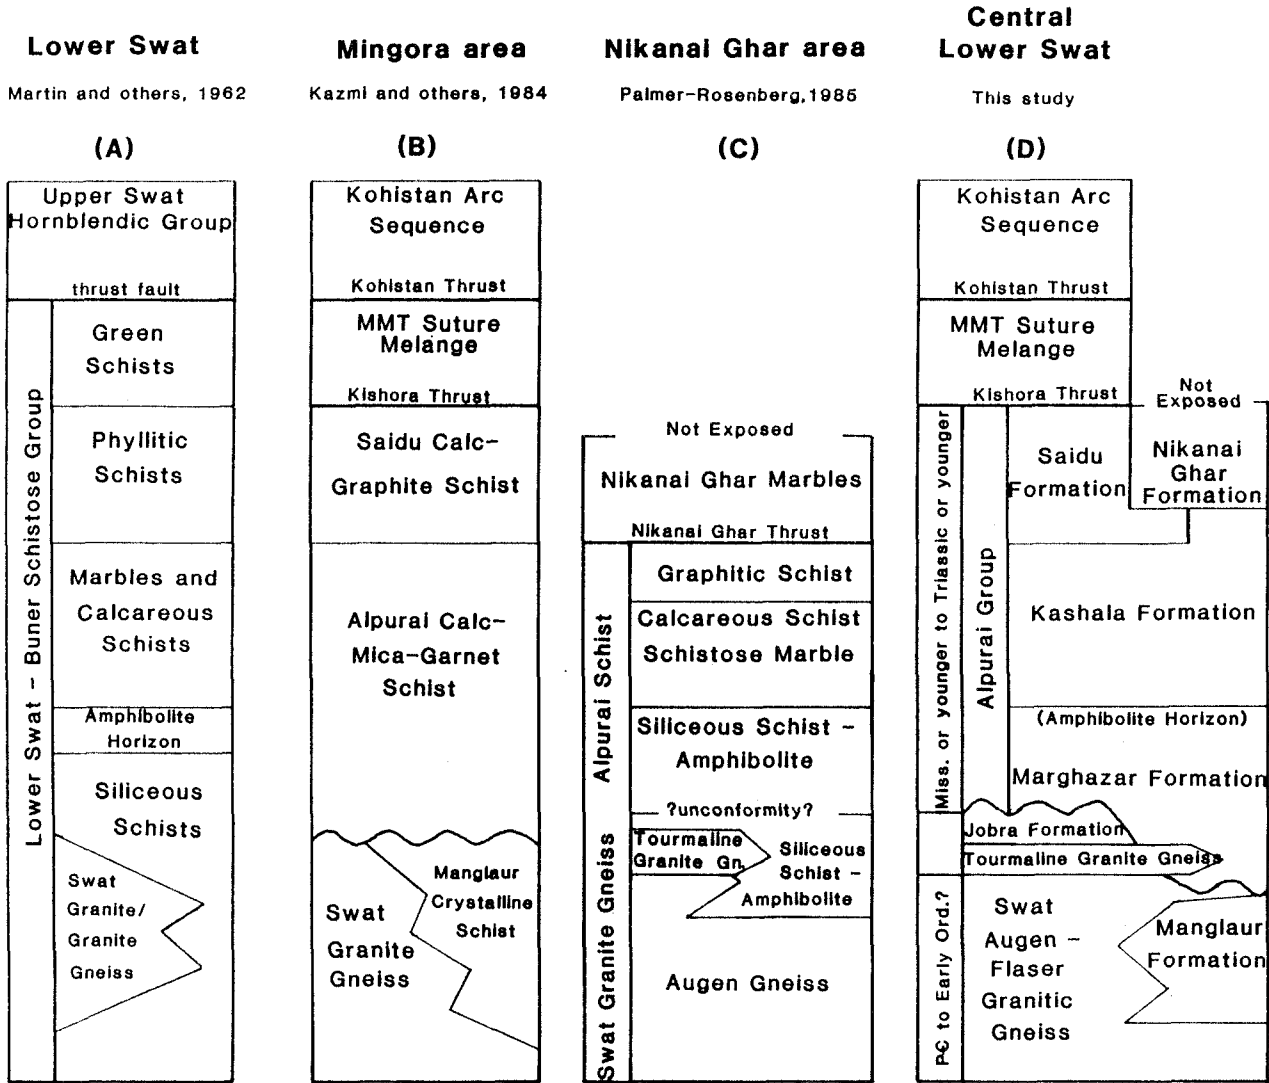 Lower Swat
Martin and others, 1962
(A)
Upper Swat
Hornblendic Group
thrust fault
Lower Swat – Buner Schistose Group
Green
Schists
Phyllitic
Schists
Marbles and
Calcareous
Schists
Amphibolite
Horizon
Siliceous
Schists
Swat
Granite/
Granite
Gneiss
Mingora area
Kazmi and others, 1984
(B)
Kohistan Arc
Sequence
Kohistan Thrust
MMT Suture
Melange
Kishora Thrust
Saidu Calc–
Graphite Schist
Alpurai Calc–
Mica–Garnet
Schist
Manglaur
Crystalline
Schist
Swat
Granite
Gneiss
Nikanai Ghar area
Palmer–Rosenberg,1985
(C)
Not Exposed
Nikanai Ghar Marbles
Nikanai Ghar Thrust
Alpurai Schist
Graphitic Schist
Calcareous Schist
Schistose Marble
Siliceous Schist –
Amphibolite
?unconformity?
Swat Granite Gneiss
Tourmaline
Granite Gn.
Siliceous
Schist –
Amphibolite
Augen Gneiss
Central
Lower Swat
This study
(D)
Kohistan Arc
Sequence
Kohistan Thrust
MMT Suture
Melange
Kishora Thrust
Not
Exposed
Miss. or younger to Triassic or younger
Alpurai Group
Saidu
Formation
Nikanai
Ghar
Formation
Kashala Formation
(Amphibolite Horizon)
Marghazar Formation
Jobra Formation
Tourmaline Granite Gneiss
P€ to Early Ord.?
Swat
Augen –
Flaser
Granitic
Gneiss
Manglaur
Formation